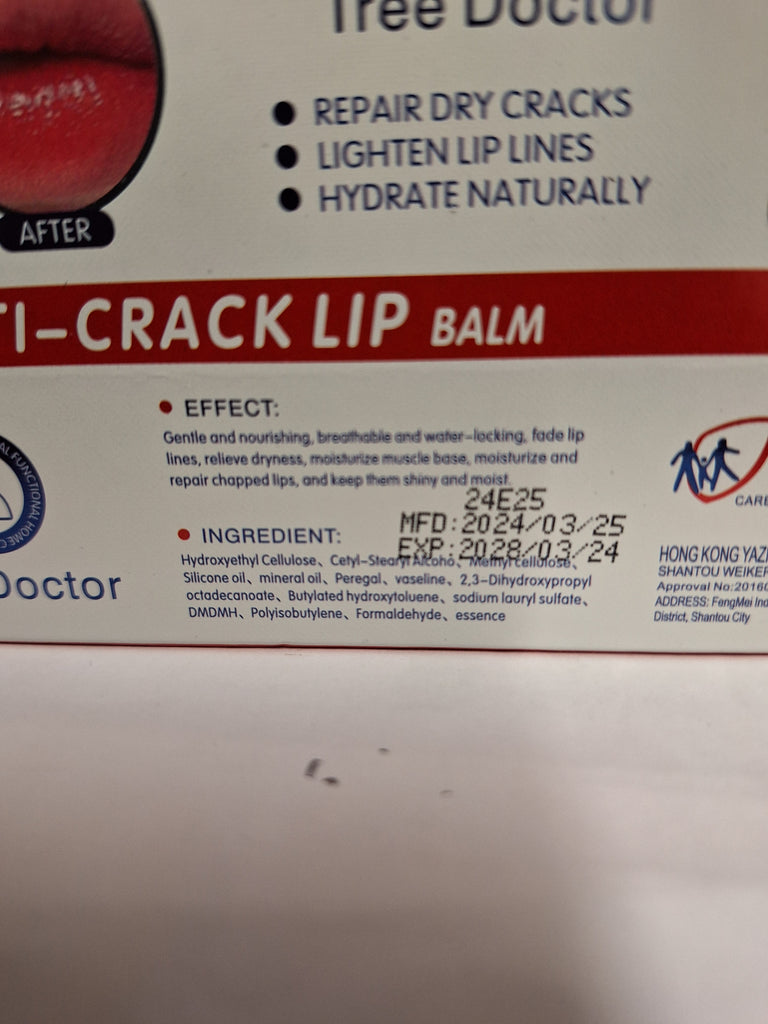 Tree Doctor
REPAIR DRY CRACKS
LIGHTEN LIP LINES
HYDRATE NATURALLY
AFTER
TI-CRACK LIP BALM
EFFECT:
Gentle and nourishing, breathable and water-locking, fade lip
lines, relieve dryness, moisturize muscle base, moisturize and
repair chapped lips, and keep them shiny and moist.
24E25
MFD:2024/03/25
EXP:2028/03/24
INGREDIENT:
Hydroxyethyl Cellulose、Cetyl-Stearyl Alcoho、Methyl cellulose、
Silicone oil、mineral oil、Peregal、vaseline、2,3-Dihydroxypropyl
octadecanoate、Butylated hydroxytoluene、sodium lauryl sulfate、
DMDMH、Polyisobutylene、Formaldehyde、essence
AL FUNCTIONAL HOME C
Doctor
CARE
HONG KONG YAZI
SHANTOU WEIKER
Approval No:20160
ADDRESS: FengMei Ind
District, Shantou City